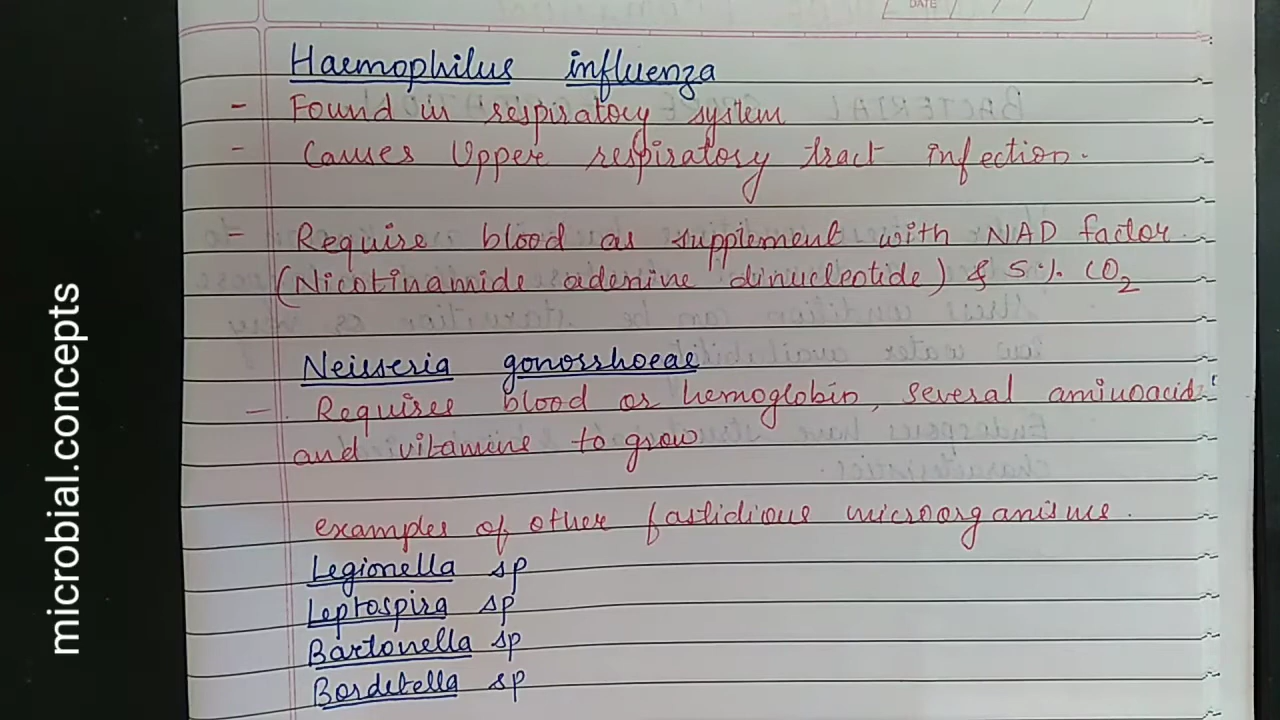 DATE
Haemophilus influenza
- Found in respiratory system
- Causes Upper respiratory tract infection.
- Require blood as supplement with NAD factor
(Nicotinamide adenine dinucleotide) & 5% CO2
Neisseria gonorrhoeae
- Requires blood or hemoglobin, several aminoacids
and vitamins to grow
examples of other fastidious microorganisms.
Legionella sp
Leptospira sp
Bartonella sp
Bordetella sp
microbial.concepts